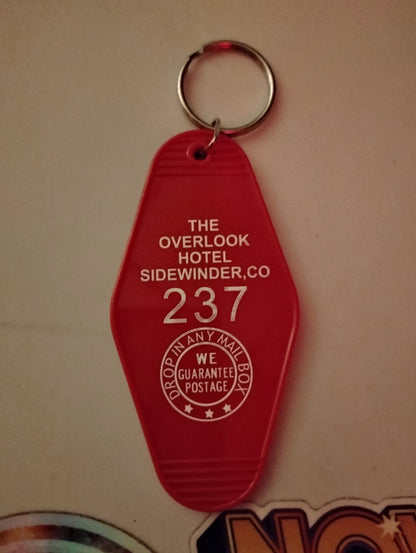 THE
OVERLOOK
HOTEL
SIDEWINDER,CO
237
DROP IN ANY MAIL BOX
WE
GUARANTEE
POSTAGE